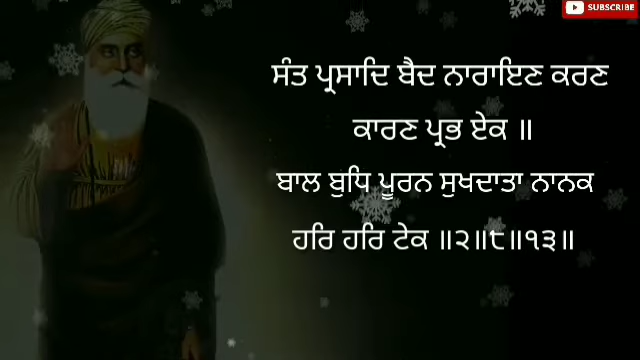 SUBSCRIBE
ਸੰਤ ਪ੍ਰਸਾਦਿ ਬੈਦ ਨਾਰਾਇਣ ਕਰਣ
ਕਾਰਣ ਪ੍ਰਭ ਏਕ ॥
ਬਾਲ ਬੁਧਿ ਪੂਰਨ ਸੁਖਦਾਤਾ ਨਾਨਕ
ਹਰਿ ਹਰਿ ਟੇਕ ॥੨॥੮॥੧੩॥